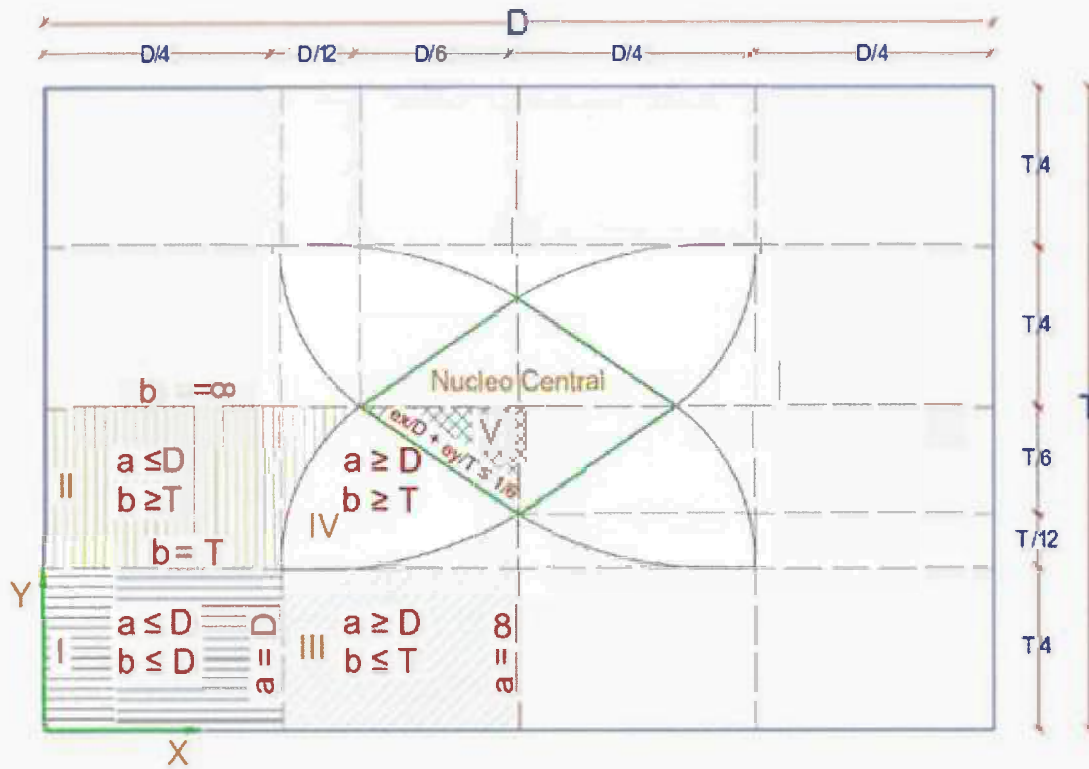 D
D/4 D/12 D/6 D/4 D/4
T/4
T/4
T/6
T/12
T/4
T
Nucleo Central
b =∞
V
ex/D + ey/T ≤ 1/6
II
a ≤D
b ≥T
b = T
a ≥ D
b ≥ T
IV
Y
I
a ≤ D
b ≤ D
a = D
III
a ≥ D
b ≤ T
a = 8
X